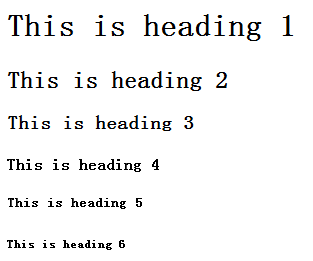 This is heading 1
This is heading 2
This is heading 3
This is heading 4
This is heading 5
This is heading 6